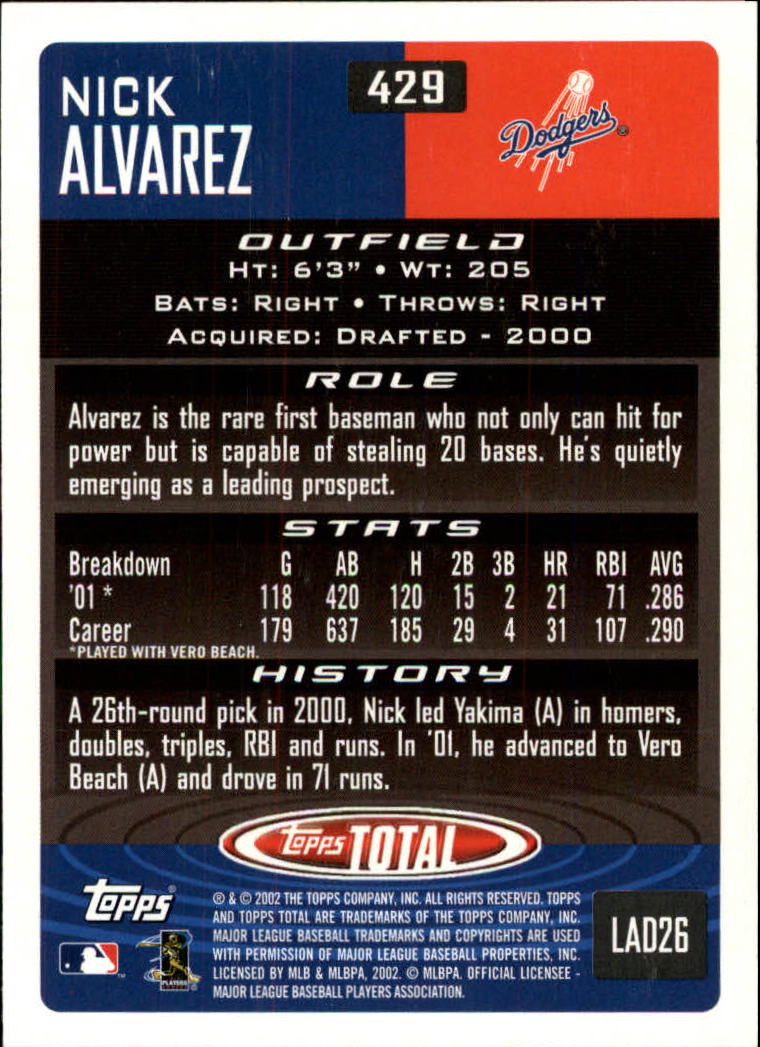 NICK
ALVAREZ
429
Dodgers®
OUTFIELD
HT: 6'3" • WT: 205
BATS: RIGHT • THROWS: RIGHT
ACQUIRED: DRAFTED - 2000
ROLE
Alvarez is the rare first baseman who not only can hit for
power but is capable of stealing 20 bases. He's quietly
emerging as a leading prospect.
STATS
Breakdown G AB H 2B 3B HR RBI AVG
'01 * 118 420 120 15 2 21 71 .286
Career 179 637 185 29 4 31 107 .290
*PLAYED WITH VERO BEACH.
HISTORY
A 26th-round pick in 2000, Nick led Yakima (A) in homers,
doubles, triples, RBI and runs. In '01, he advanced to Vero
Beach (A) and drove in 71 runs.
Topps TOTAL
Topps®
® & © 2002 THE TOPPS COMPANY, INC. ALL RIGHTS RESERVED. TOPPS
AND TOPPS TOTAL ARE TRADEMARKS OF THE TOPPS COMPANY, INC.
MAJOR LEAGUE BASEBALL TRADEMARKS AND COPYRIGHTS ARE USED
WITH PERMISSION OF MAJOR LEAGUE BASEBALL PROPERTIES, INC.
LICENSED BY MLB & MLBPA, 2002. © MLBPA. OFFICIAL LICENSEE -
MAJOR LEAGUE BASEBALL PLAYERS ASSOCIATION.
LAD26
PLAYERS